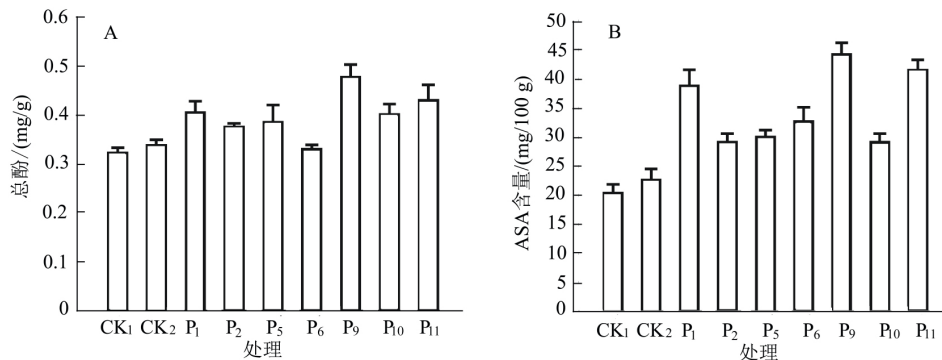 A
总酚/(mg/g)
0.6
0.5
0.4
0.3
0.2
0.1
0
CK₁ CK₂ P₁ P₂ P₅ P₆ P₉ P₁₀ P₁₁
处理
B
ASA含量/(mg/100 g)
50
45
40
35
30
25
20
15
10
5
0
CK₁ CK₂ P₁ P₂ P₅ P₆ P₉ P₁₀ P₁₁
处理